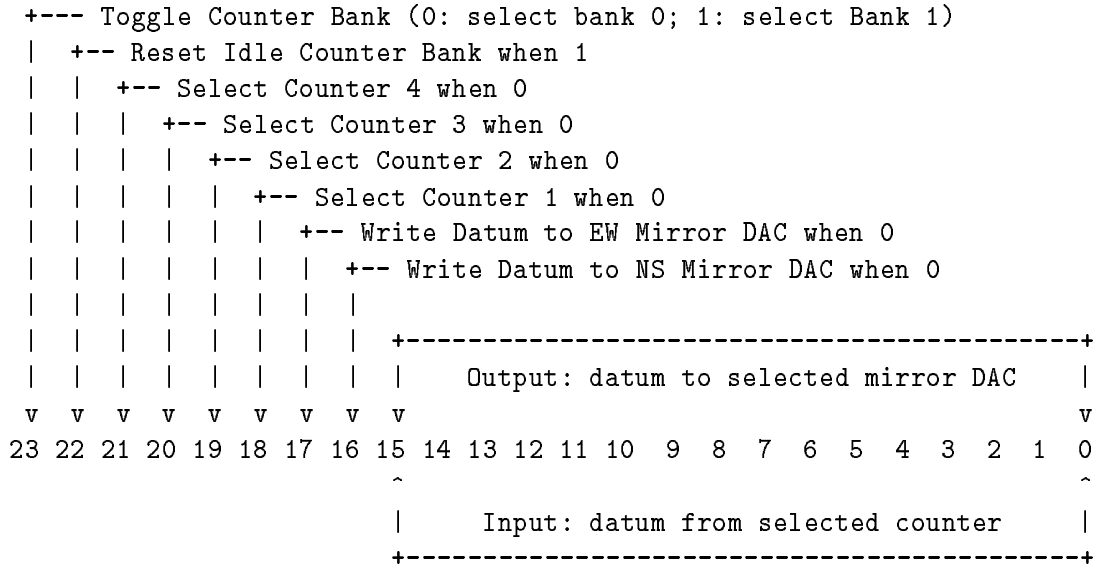 +--- Toggle Counter Bank (0: select bank 0; 1: select Bank 1)
|  +-- Reset Idle Counter Bank when 1
|  |  +-- Select Counter 4 when 0
|  |  |  +-- Select Counter 3 when 0
|  |  |  |  +-- Select Counter 2 when 0
|  |  |  |  |  +-- Select Counter 1 when 0
|  |  |  |  |  |  +-- Write Datum to EW Mirror DAC when 0
|  |  |  |  |  |  |  +-- Write Datum to NS Mirror DAC when 0
|  |  |  |  |  |  |  |
|  |  |  |  |  |  |  |  +--------------------------------------------+
|  |  |  |  |  |  |  |  |    Output: datum to selected mirror DAC    |
v  v  v  v  v  v  v  v  v                                            v
23 22 21 20 19 18 17 16 15 14 13 12 11 10  9  8  7  6  5  4  3  2  1  0
^                                            ^
|     Input: datum from selected counter     |
+--------------------------------------------+